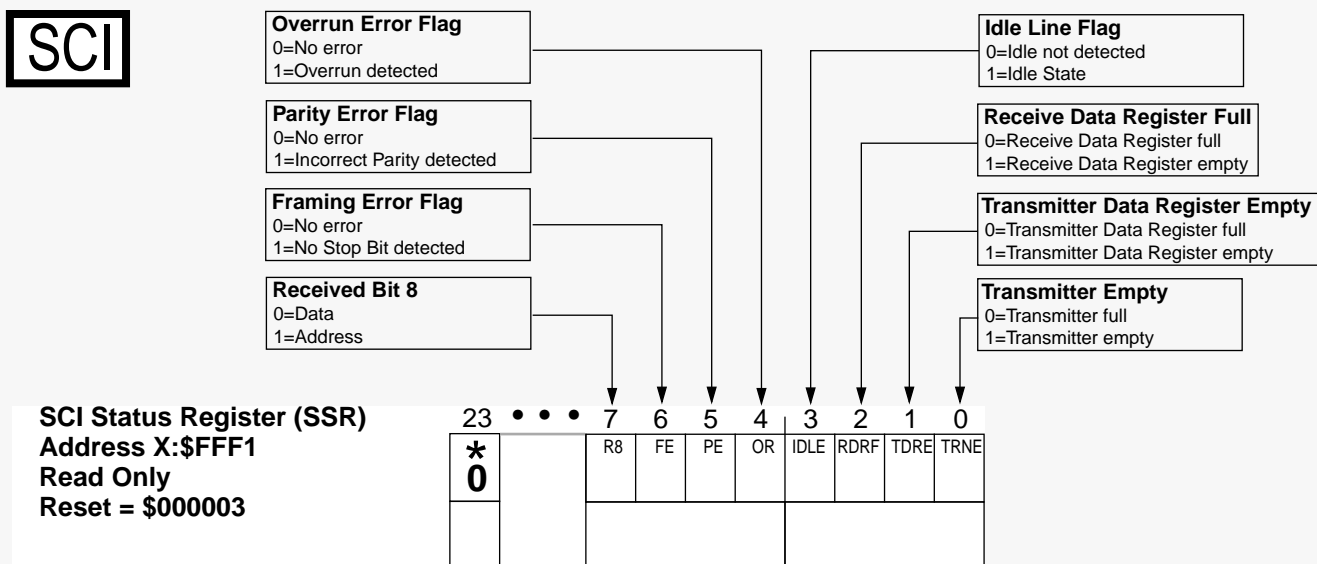 SCI
Overrun Error Flag
0=No error
1=Overrun detected
Parity Error Flag
0=No error
1=Incorrect Parity detected
Framing Error Flag
0=No error
1=No Stop Bit detected
Received Bit 8
0=Data
1=Address
Idle Line Flag
0=Idle not detected
1=Idle State
Receive Data Register Full
0=Receive Data Register full
1=Receive Data Register empty
Transmitter Data Register Empty
0=Transmitter Data Register full
1=Transmitter Data Register empty
Transmitter Empty
0=Transmitter full
1=Transmitter empty
SCI Status Register (SSR)
Address X:$FFF1
Read Only
Reset = $000003
23 • • • 7 6 5 4 3 2 1 0
* R8 FE PE OR IDLE RDRF TDRE TRNE
0